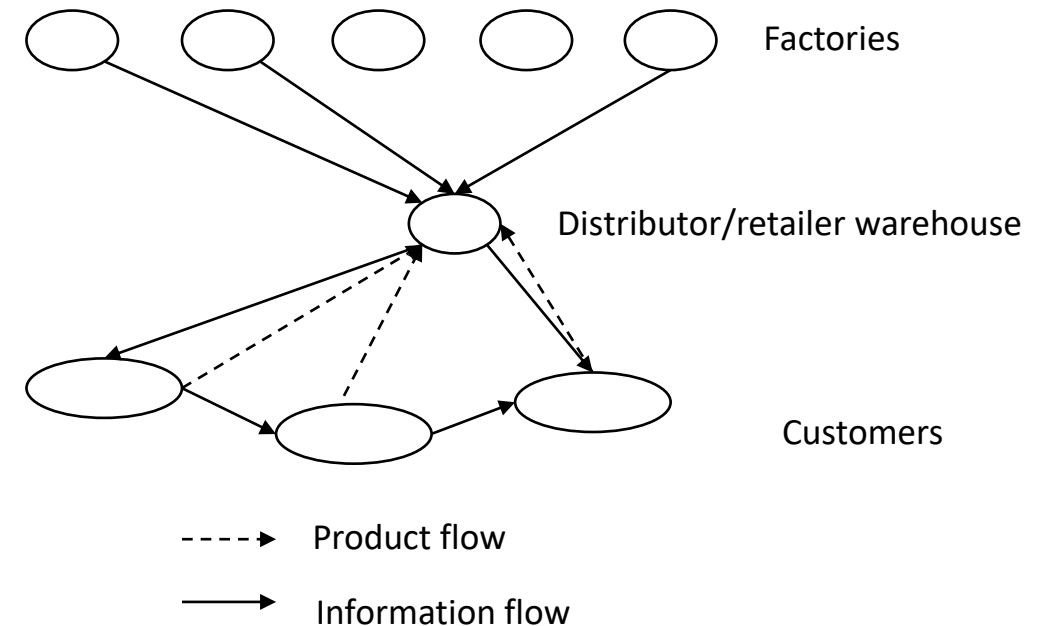 Factories
Distributor/retailer warehouse
Customers
Product flow
Information flow